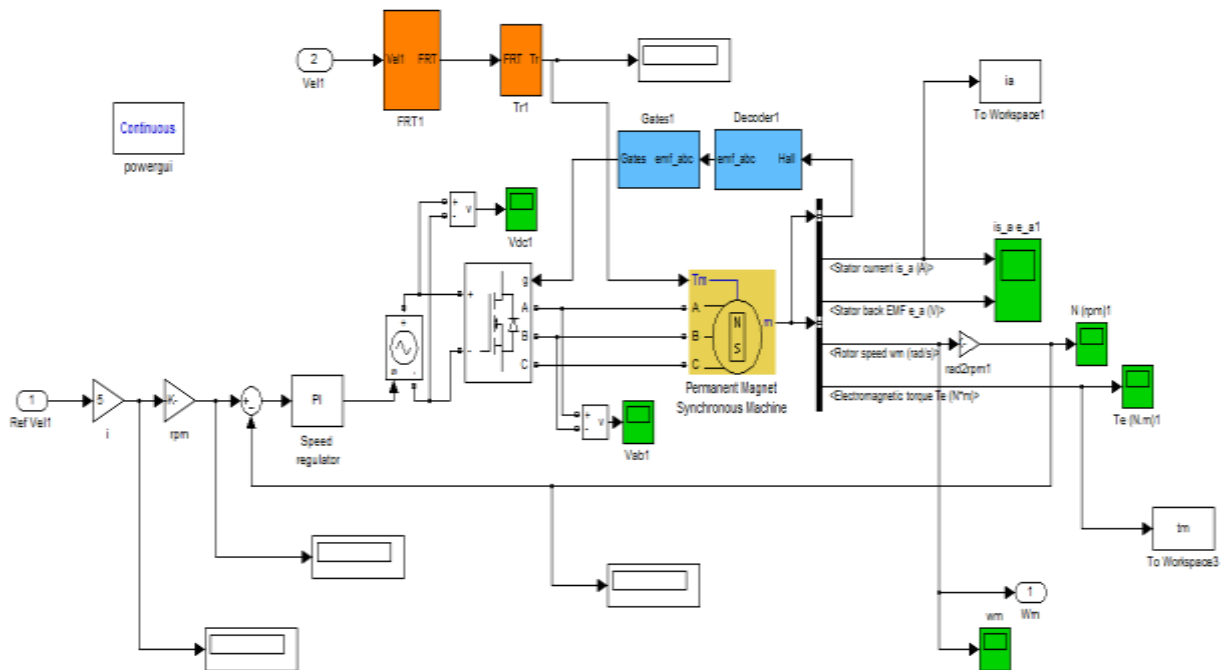 2
Vel1
Vel1 FRT
FRT1
FRT Tr
Tr1
ia
To Workspace1
Continuous
powergui
Gates1
Gates emf_abc
Decoder1
emf_abc Hall
+
-
v
Vdc1
is_a e_a1
<Stator current is_a (A)>
<Stator back EMF e_a (V)>
<Rotor speed wm (rad/s)>
<Electromagnetic torque Te (N*m)>
g
+
-
A
B
C
Tm
A
B
C
N
S
m
Permanent Magnet
Synchronous Machine
rad2rpm1
N (rpm)1
Te (N.m)1
1
Ref Vel1
5
i
K-
rpm
+
-
PI
Speed
regulator
+
-
v
Vab1
tm
To Workspace3
1
Wm
wm